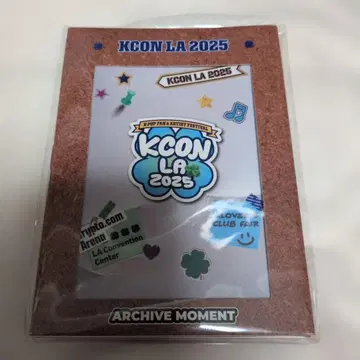 KCON LA 2025
KCON LA 2025
K-POP FAN & ARTIST FESTIVAL
KCON
LA
2025
Crypto.com
Arena
LA Convention
Center
CLUB FAIR
ARCHIVE MOMENT